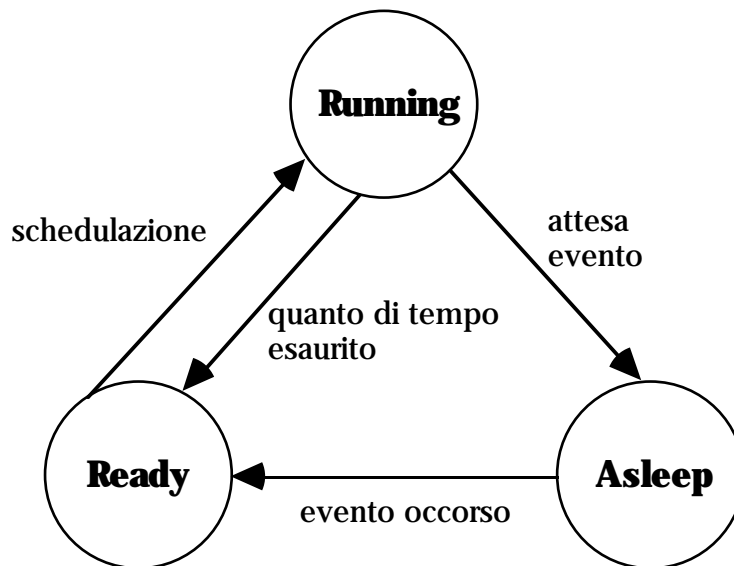 Running
schedulazione
attesa
evento
quanto di tempo
esaurito
Ready
Asleep
evento occorso